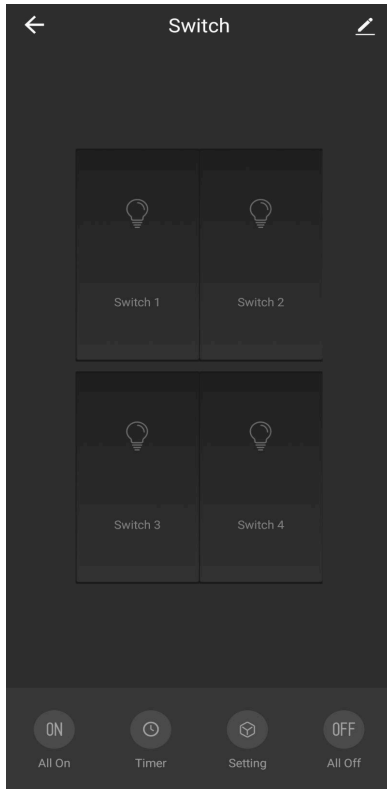 Switch
Switch 1 Switch 2
Switch 3 Switch 4
ON OFF
All On Timer Setting All Off